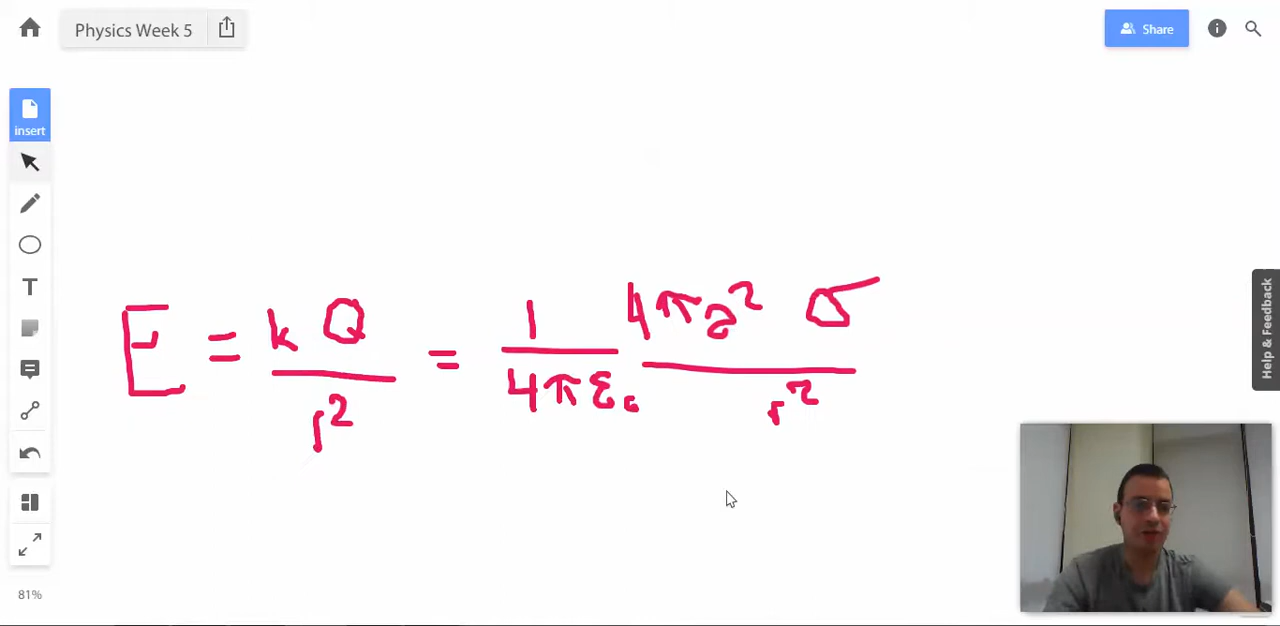 Physics Week 5
Share
insert
T
E = kQ/r² = 1/4πε₀ 4πa²σ/r²
Help & Feedback
81%